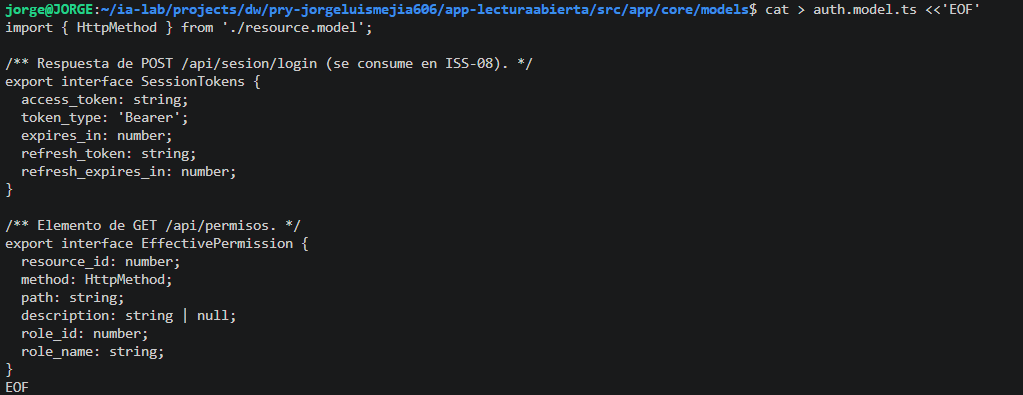 jorge@JORGE:~/ia-lab/projects/dw/pry-jorgeluismejia606/app-lecturaabierta/src/app/core/models$ cat > auth.model.ts <<'EOF'
import { HttpMethod } from './resource.model';

/** Respuesta de POST /api/sesion/login (se consume en ISS-08). */
export interface SessionTokens {
  access_token: string;
  token_type: 'Bearer';
  expires_in: number;
  refresh_token: string;
  refresh_expires_in: number;
}

/** Elemento de GET /api/permisos. */
export interface EffectivePermission {
  resource_id: number;
  method: HttpMethod;
  path: string;
  description: string | null;
  role_id: number;
  role_name: string;
}
EOF